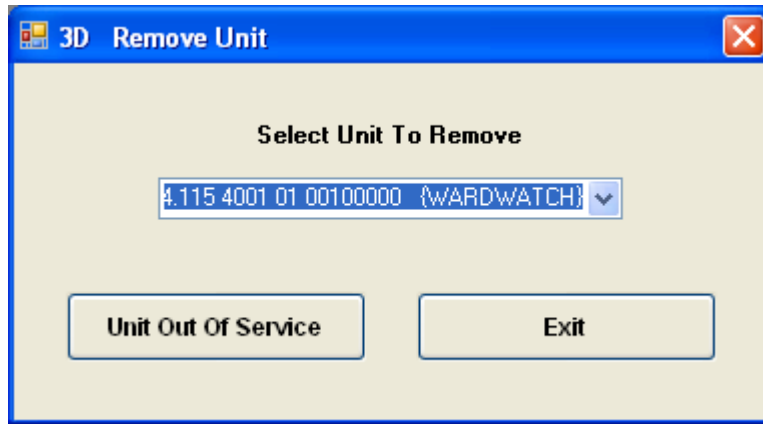 3D Remove Unit
Select Unit To Remove
4.115 4001 01 00100000 {WARDWATCH}
Unit Out Of Service
Exit